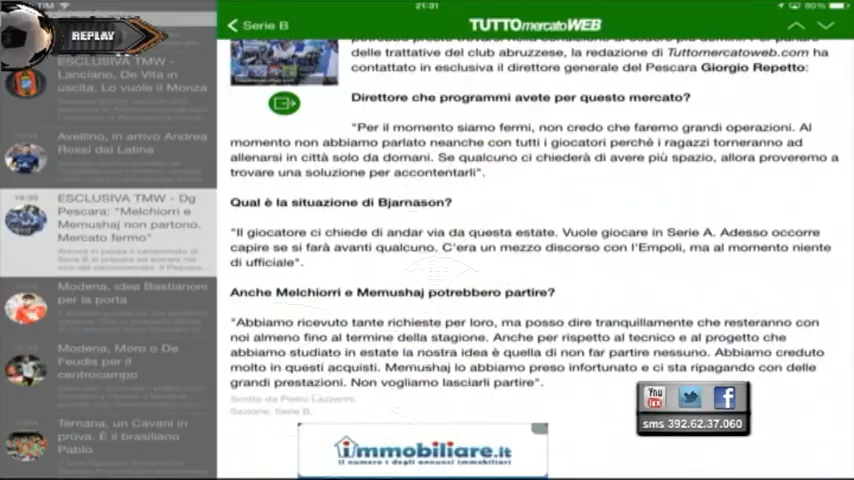 TIM
21:31
80%
REPLAY
Serie B
TUTTOmercatoWEB
ESCLUSIVA TMW -
Lanciano, De Vita in
uscita. Lo vuole il Monza
Avellino, in arrivo Andrea
Rossi dal Latina
ESCLUSIVA TMW - Dg
Pescara: "Melchiorri e
Memushaj non partono.
Mercato fermo"
Modena, idea Bastianoni
per la porta
Modena, Moro o De
Feudis per il
centrocampo
Ternana, un Cavani in
prova. È il brasiliano
Pablo
delle trattative del club abruzzese, la redazione di Tuttomercatoweb.com ha
contattato in esclusiva il direttore generale del Pescara Giorgio Repetto:
Direttore che programmi avete per questo mercato?
"Per il momento siamo fermi, non credo che faremo grandi operazioni. Al
momento non abbiamo parlato neanche con tutti i giocatori perché i ragazzi torneranno ad
allenarsi in città solo da domani. Se qualcuno ci chiederà di avere più spazio, allora proveremo a
trovare una soluzione per accontentarli".
Qual è la situazione di Bjarnason?
"Il giocatore ci chiede di andar via da questa estate. Vuole giocare in Serie A. Adesso occorre
capire se si farà avanti qualcuno. C'era un mezzo discorso con l'Empoli, ma al momento niente
di ufficiale".
Anche Melchiorri e Memushaj potrebbero partire?
"Abbiamo ricevuto tante richieste per loro, ma posso dire tranquillamente che resteranno con
noi almeno fino al termine della stagione. Anche per rispetto al tecnico e al progetto che
abbiamo studiato in estate la nostra idea è quella di non far partire nessuno. Abbiamo creduto
molto in questi acquisti. Memushaj lo abbiamo preso infortunato e ci sta ripagando con delle
grandi prestazioni. Non vogliamo lasciarli partire".
Scritto da Pietro Lazzerini
Sezione: Serie B
You
sms 392.62.37.060
immobiliare.it
il numero 1 degli annunci immobiliari